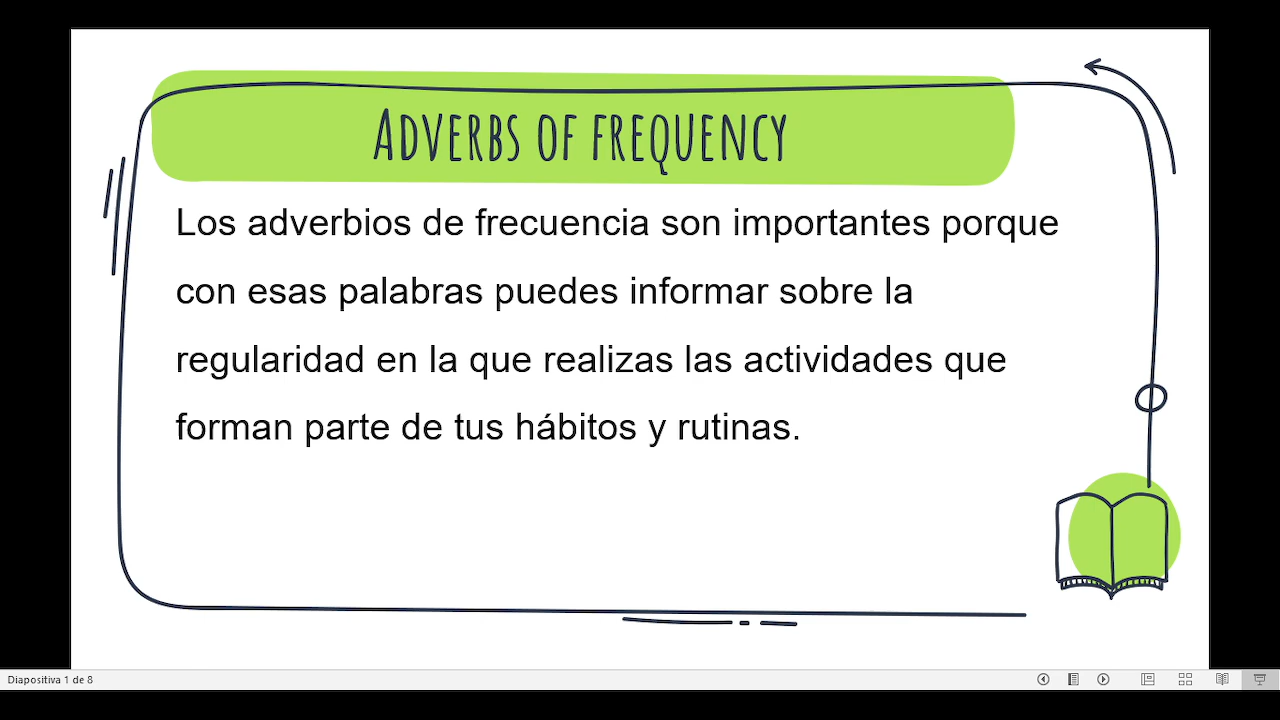 Adverbs of frequency
Los adverbios de frecuencia son importantes porque
con esas palabras puedes informar sobre la
regularidad en la que realizas las actividades que
forman parte de tus hábitos y rutinas.
Diapositiva 1 de 8